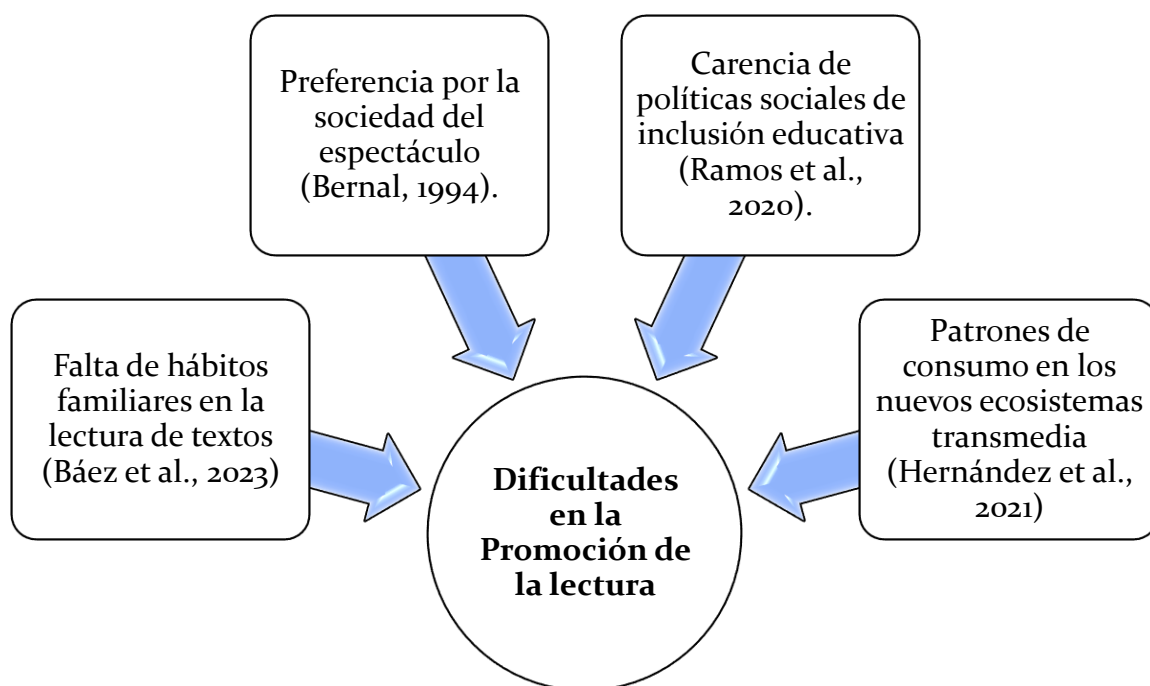 Preferencia por la
sociedad del
espectáculo
(Bernal, 1994).
Carencia de
políticas sociales de
inclusión educativa
(Ramos et al.,
2020).
Falta de hábitos
familiares en la
lectura de textos
(Báez et al., 2023)
Patrones de
consumo en los
nuevos ecosistemas
transmedia
(Hernández et al.,
2021)
Dificultades
en la
Promoción de
la lectura